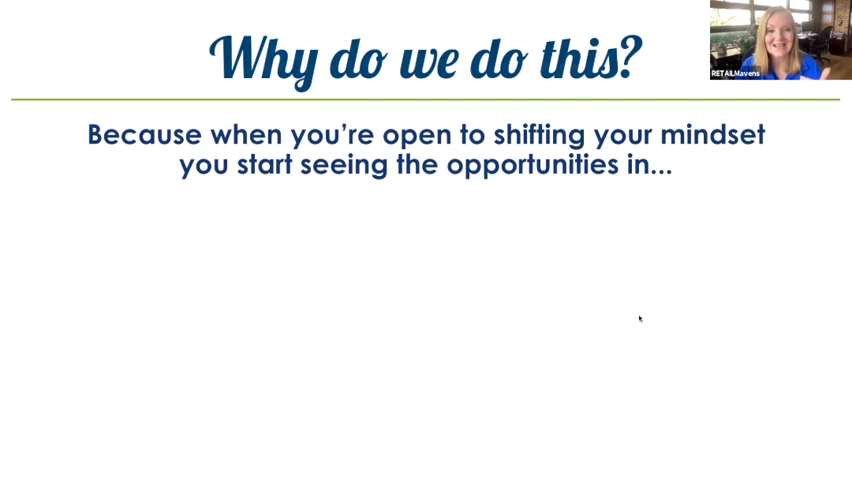 Why do we do this?
RETAILMavens
Because when you're open to shifting your mindset
you start seeing the opportunities in...